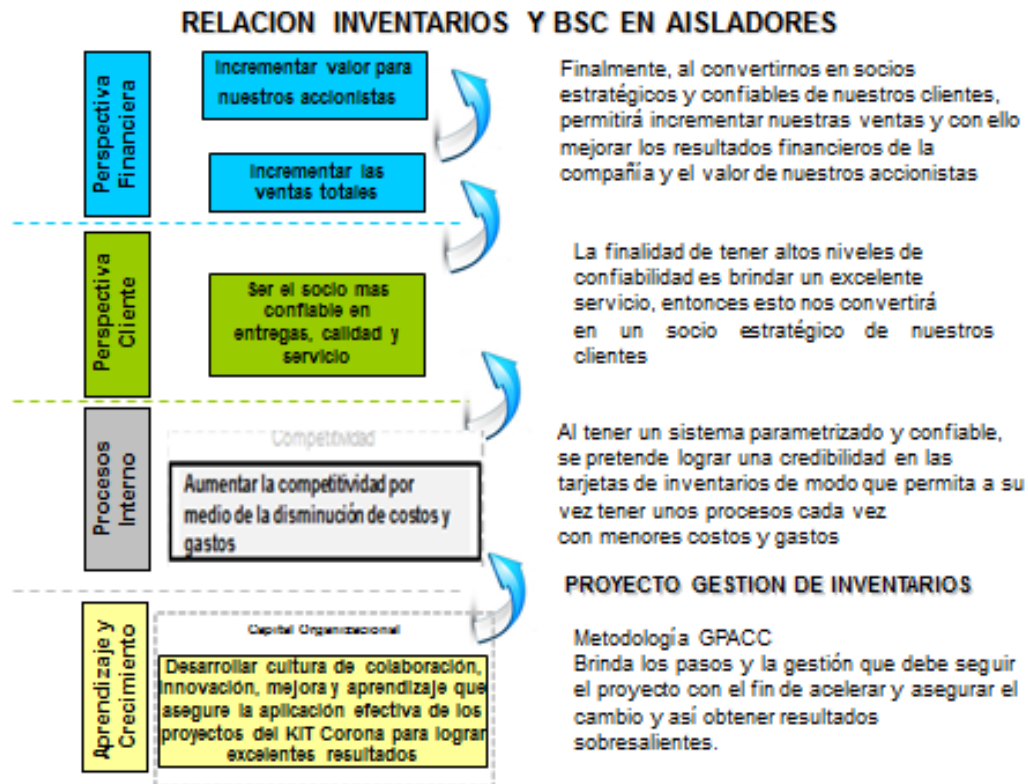 RELACION INVENTARIOS Y BSC EN AISLADORES
Perspectiva
Financiera
Incrementar valor para
nuestros accionistas
Incrementar las
ventas totales
Finalmente, al convertirnos en socios
estratégicos y confiables de nuestros clientes,
permitirá incrementar nuestras ventas y con ello
mejorar los resultados financieros de la
compañía y el valor de nuestros accionistas
Perspectiva
Cliente
Ser el socio mas
confiable en
entregas, calidad y
servicio
La finalidad de tener altos niveles de
confiabilidad es brindar un excelente
servicio, entonces esto nos convertirá
en un socio estratégico de nuestros
clientes
Procesos
Interno
Competitividad
Aumentar la competitividad por
medio de la disminución de costos y
gastos
Al tener un sistema parametrizado y confiable,
se pretende lograr una credibilidad en las
tarjetas de inventarios de modo que permita a su
vez tener unos procesos cada vez
con menores costos y gastos
PROYECTO GESTION DE INVENTARIOS
Aprendizaje y
Crecimiento
Capital Organizacional
Desarrollar cultura de colaboración,
innovación, mejora y aprendizaje que
asegure la aplicación efectiva de los
proyectos del KIT Corona para lograr
excelentes resultados
Metodología GPACC
Brinda los pasos y la gestión que debe seguir
el proyecto con el fin de acelerar y asegurar el
cambio y así obtener resultados
sobresalientes.